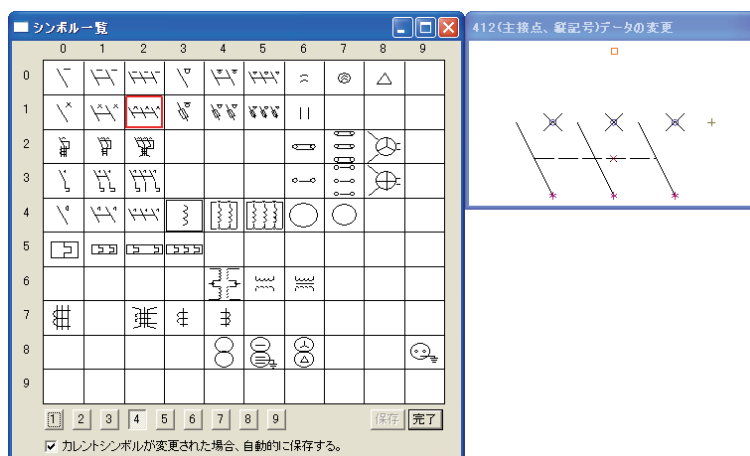 シンボル一覧
412(主接点、縦記号)データの変更
0 1 2 3 4 5 6 7 8 9
0
1
2
3
4
5
6
7
8
9
1 2 3 4 5 6 7 8 9 保存 完了
カレントシンボルが変更された場合、自動的に保存する。